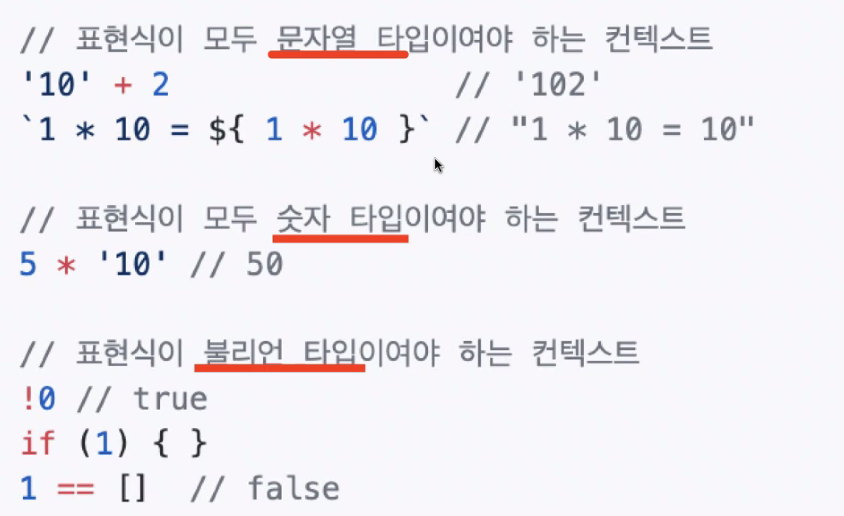 // 표현식이 모두 문자열 타입이여야 하는 컨텍스트
'10' + 2 // '102'
`1 * 10 = ${ 1 * 10 }` // "1 * 10 = 10"
// 표현식이 모두 숫자 타입이여야 하는 컨텍스트
5 * '10' // 50
// 표현식이 불리언 타입이여야 하는 컨텍스트
!0 // true
if (1) { }
1 == [] // false